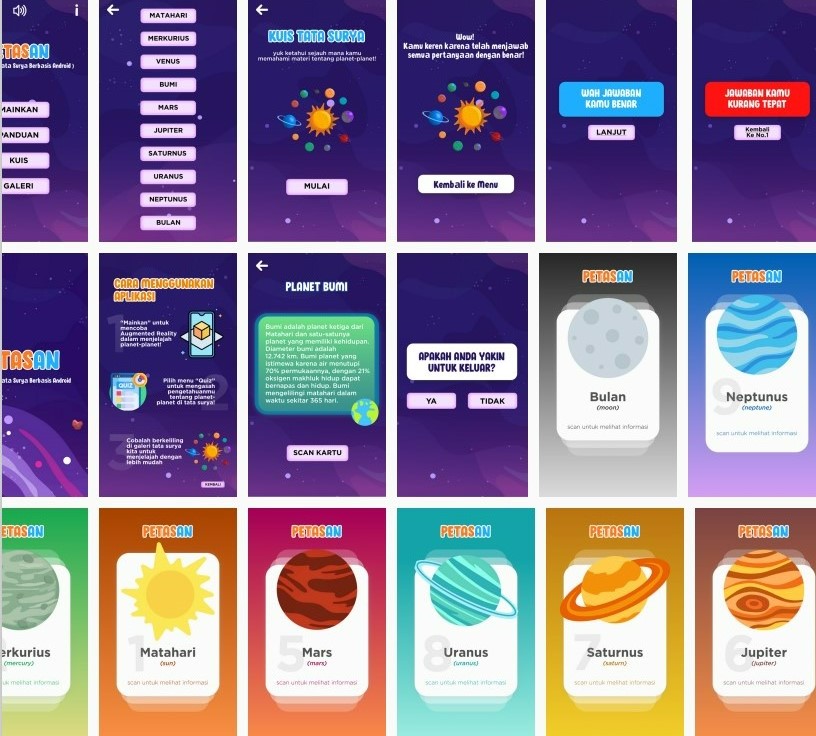 i
ETASAN
ata Surya Berbasis Android )
MAINKAN
PANDUAN
KUIS
GALERI
MATAHARI
MERKURIUS
VENUS
BUMI
MARS
JUPITER
SATURNUS
URANUS
NEPTUNUS
BULAN
KUIS TATA SURYA
yuk ketahui sejauh mana kamu
memahami materi tentang planet-planet!
MULAI
Wow!
Kamu keren karena telah menjawab
semua pertanyaan dengan benar!
Kembali ke Menu
WAH JAWABAN
KAMU BENAR
LANJUT
JAWABAN KAMU
KURANG TEPAT
Kembali
Ke No.1
TASAN
ata Surya Berbasis Android
CARA MENGGUNAKAN
APLIKASI
1
"Mainkan" untuk
mencoba
Augmented Reality
dalam menjelajah
planet-planet!
QUIZ
2
Pilih menu "Quiz"
untuk mengasah
pengetahuanmu
tentang planet-
planet di tata surya!
3
Cobalah berkeliling
di galeri tata surya
kita untuk
menjelajah dengan
lebih mudah
KEMBALI
PLANET BUMI
Bumi adalah planet ketiga dari
Matahari dan satu-satunya
planet yang memiliki kehidupan.
Diameter bumi adalah
12.742 km. Bumi planet yang
istimewa karena air menutupi
70% permukaannya, dengan 21%
oksigen makhluk hidup dapat
bernapas dan hidup. Bumi
mengelilingi matahari dalam
waktu sekitar 365 hari.
SCAN KARTU
APAKAH ANDA YAKIN
UNTUK KELUAR?
YA
TIDAK
PETASAN
Bulan
(moon)
scan untuk melihat informasi
PETASAN
9
Neptunus
(neptune)
scan untuk melihat informasi
ETASAN
erkurius
(mercury)
uk melihat informasi
PETASAN
1
Matahari
(sun)
scan untuk melihat informasi
PETASAN
5
Mars
(mars)
scan untuk melihat informasi
PETASAN
8
Uranus
(uranus)
scan untuk melihat informasi
PETASAN
7
Saturnus
(saturn)
scan untuk melihat informasi
PETASAN
6
Jupiter
(jupiter)
scan untuk melihat informasi